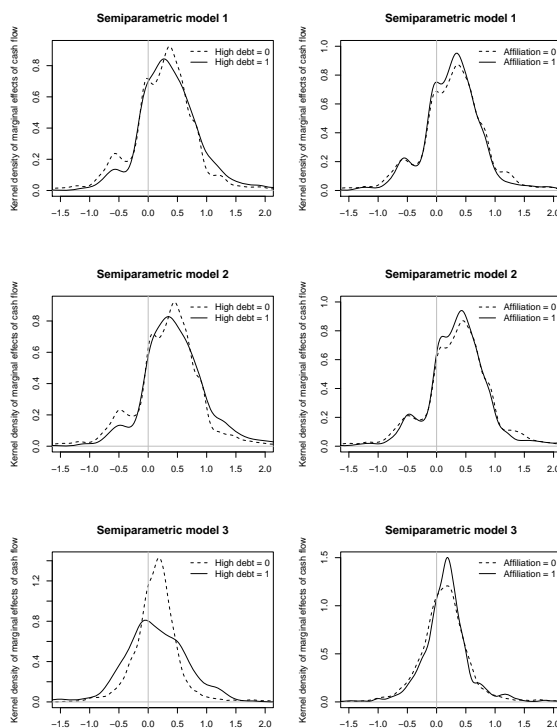 Semiparametric model 1
Kernel density of marginal effects of cash flow
0.0 0.2 0.4 0.6 0.8
High debt = 0
High debt = 1
−1.5 −1.0 −0.5 0.0 0.5 1.0 1.5 2.0
Semiparametric model 1
Kernel density of marginal effects of cash flow
0.0 0.2 0.4 0.6 0.8 1.0
Affiliation = 0
Affiliation = 1
−1.5 −1.0 −0.5 0.0 0.5 1.0 1.5 2.0
Semiparametric model 2
Kernel density of marginal effects of cash flow
0.0 0.2 0.4 0.6 0.8
High debt = 0
High debt = 1
−1.5 −1.0 −0.5 0.0 0.5 1.0 1.5 2.0
Semiparametric model 2
Kernel density of marginal effects of cash flow
0.0 0.2 0.4 0.6 0.8 1.0
Affiliation = 0
Affiliation = 1
−1.5 −1.0 −0.5 0.0 0.5 1.0 1.5 2.0
Semiparametric model 3
Kernel density of marginal effects of cash flow
0.0 0.4 0.8 1.2
High debt = 0
High debt = 1
−1.5 −1.0 −0.5 0.0 0.5 1.0 1.5 2.0
Semiparametric model 3
Kernel density of marginal effects of cash flow
0.0 0.5 1.0 1.5
Affiliation = 0
Affiliation = 1
−1.5 −1.0 −0.5 0.0 0.5 1.0 1.5 2.0